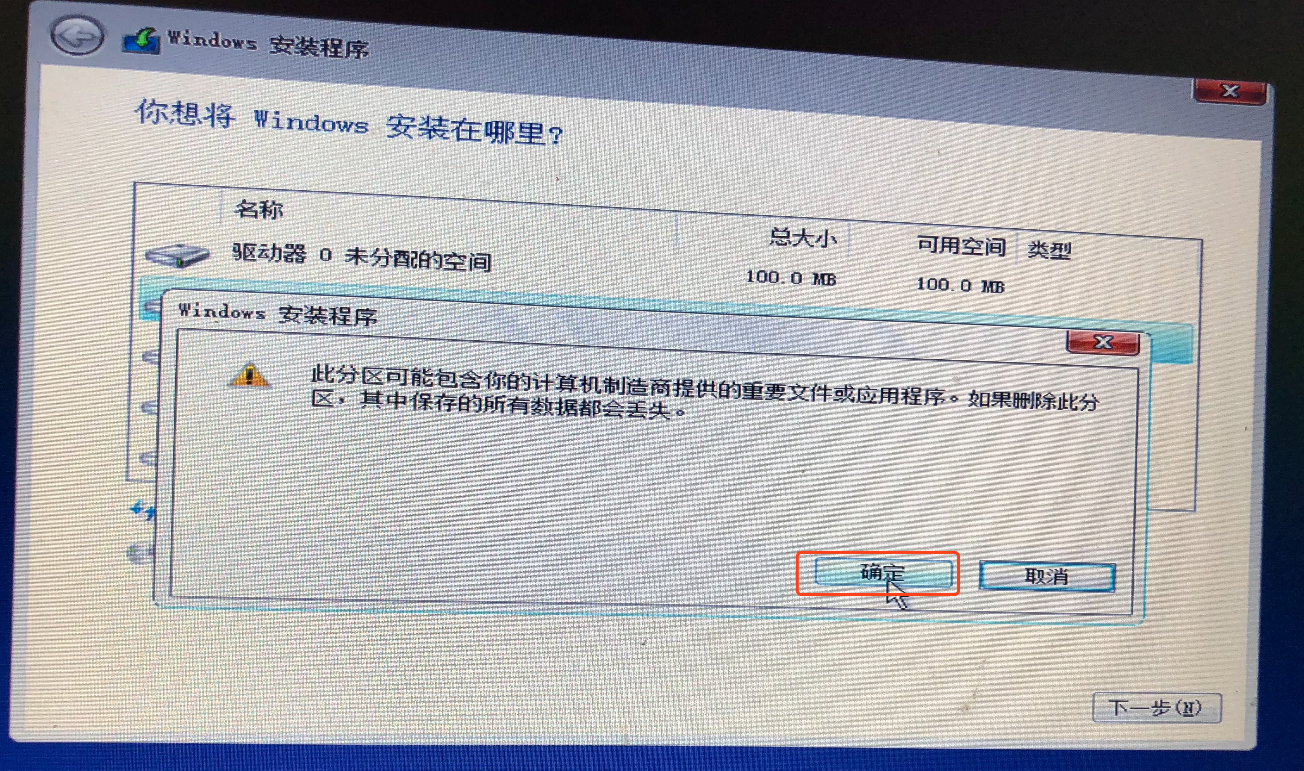 Windows 安装程序
你想将 Windows 安装在哪里?
名称 总大小 可用空间 类型
驱动器 0 未分配的空间 100.0 MB 100.0 MB
Windows 安装程序
此分区可能包含你的计算机制造商提供的重要文件或应用程序。如果删除此分
区,其中保存的所有数据都会丢失。
确定 取消
下一步(N)